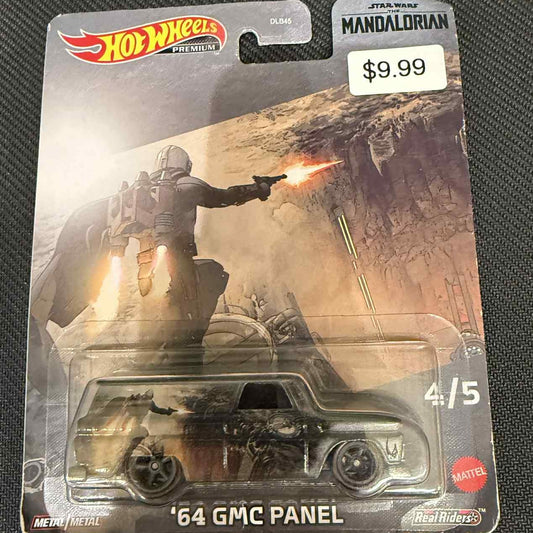 HOT WHEELS
PREMIUM
DLB45
STAR WARS
THE
MANDALORIAN
$9.99
4/5
MATTEL
'64 GMC PANEL
METAL/METAL
Real Riders™